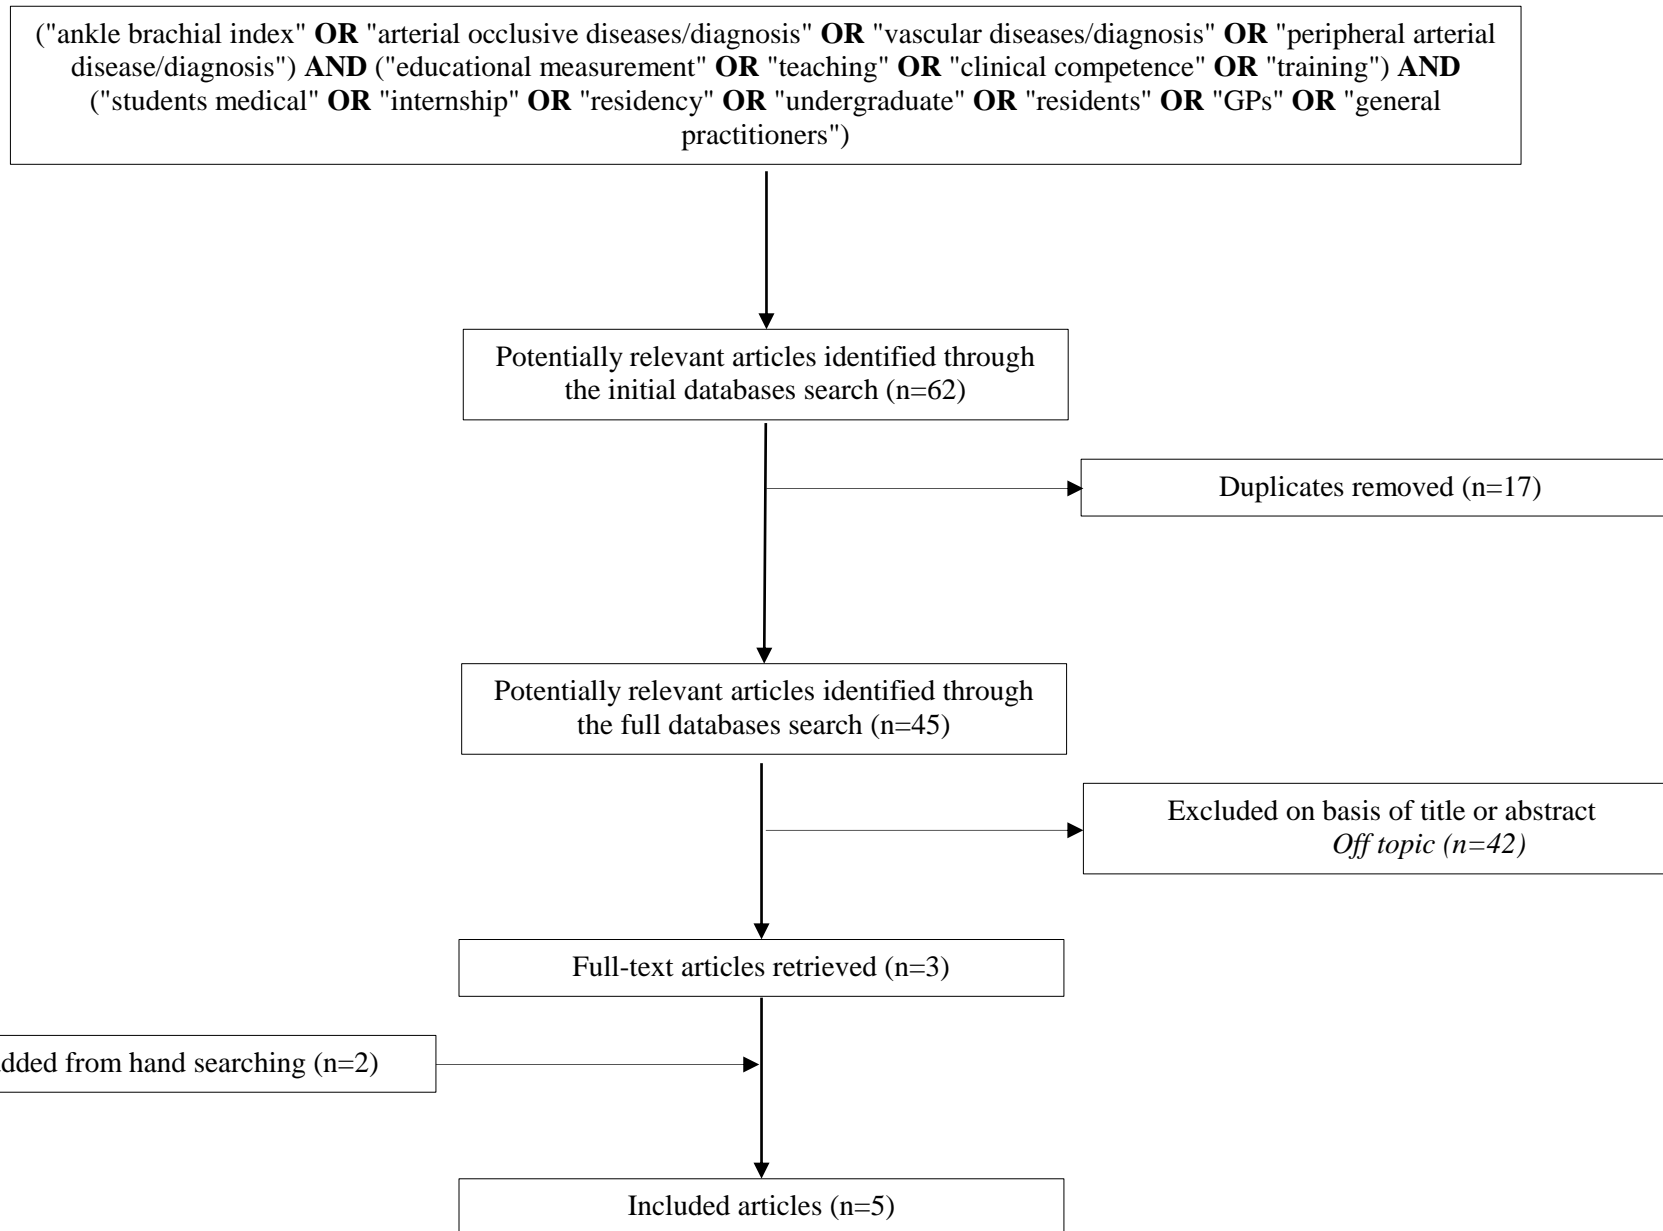 ("ankle brachial index" OR "arterial occlusive diseases/diagnosis" OR "vascular diseases/diagnosis" OR "peripheral arterial
disease/diagnosis") AND ("educational measurement" OR "teaching" OR "clinical competence" OR "training") AND
("students medical" OR "internship" OR "residency" OR "undergraduate" OR "residents" OR "GPs" OR "general
practitioners")
Potentially relevant articles identified through
the initial databases search (n=62)
Duplicates removed (n=17)
Potentially relevant articles identified through
the full databases search (n=45)
Excluded on basis of title or abstract
Off topic (n=42)
Full-text articles retrieved (n=3)
from hand searching (n=2)
Included articles (n=5)